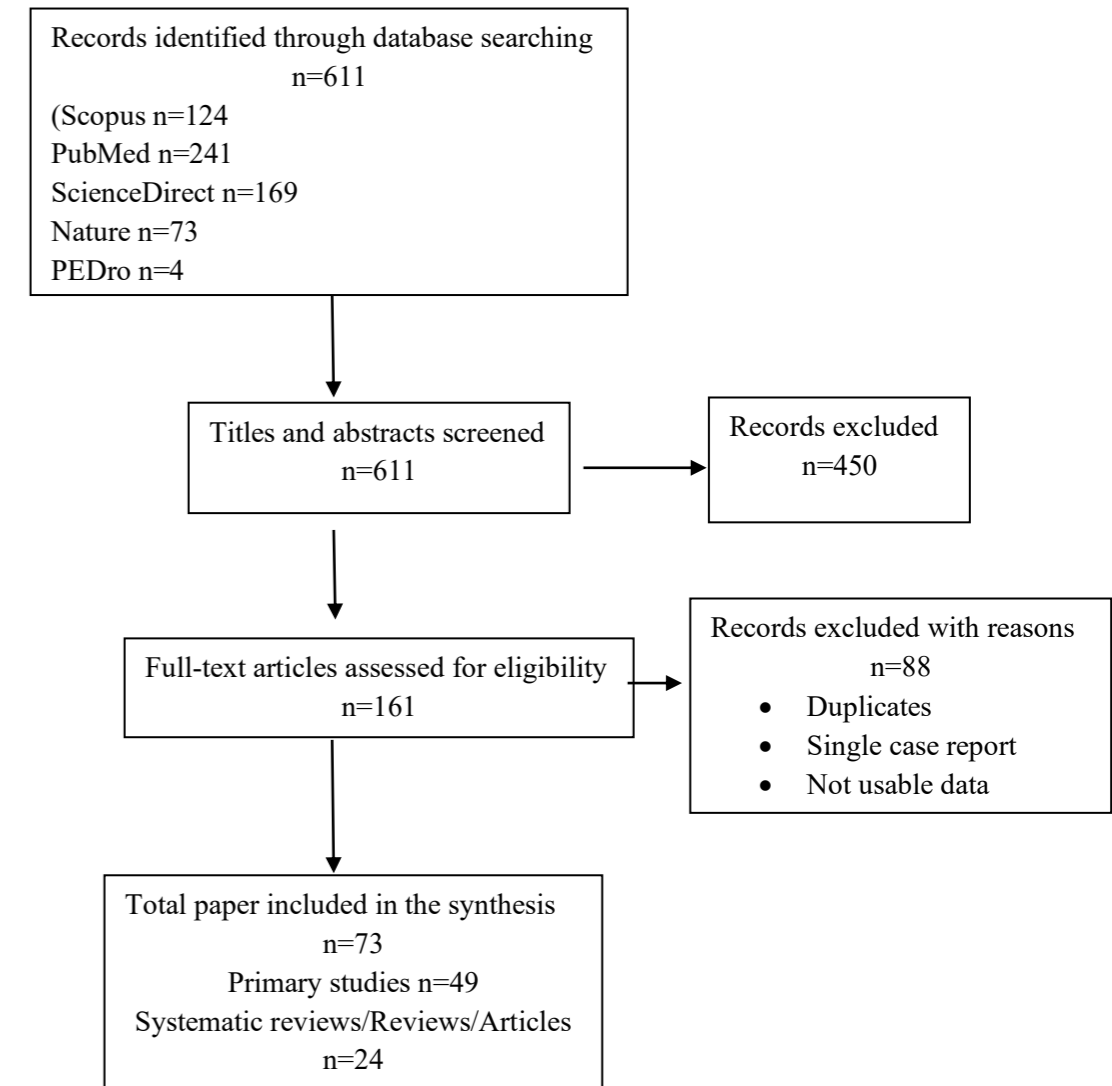 Records identified through database searching
n=611
(Scopus n=124
PubMed n=241
ScienceDirect n=169
Nature n=73
PEDro n=4
Titles and abstracts screened
n=611
Records excluded
n=450
Full-text articles assessed for eligibility
n=161
Records excluded with reasons
n=88
• Duplicates
• Single case report
• Not usable data
Total paper included in the synthesis
n=73
Primary studies n=49
Systematic reviews/Reviews/Articles
n=24